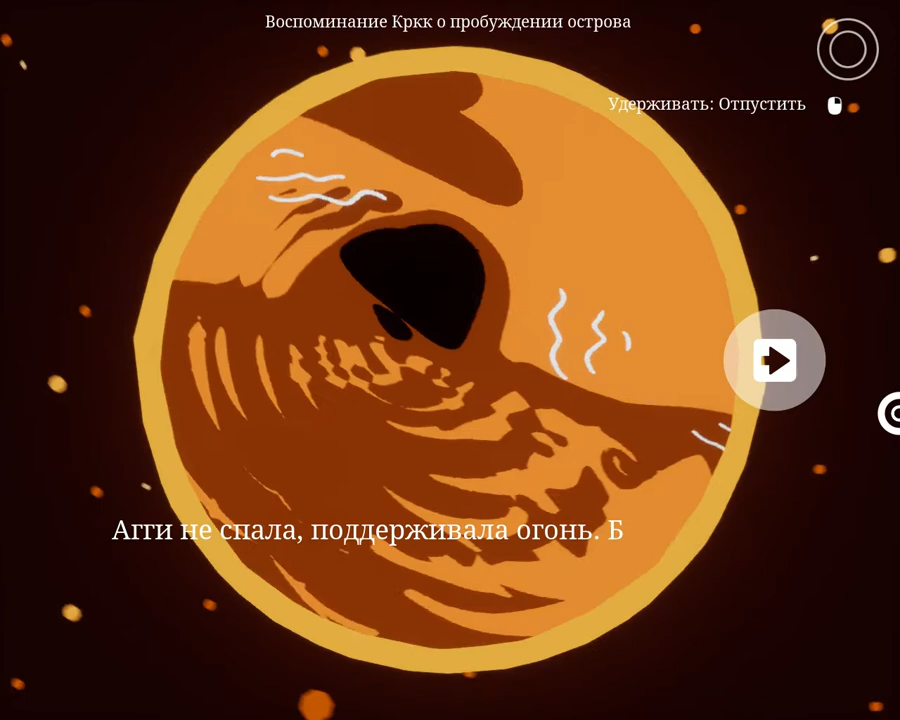 Воспоминание Кркк о пробуждении острова
Удерживать: Отпустить
Агги не спала, поддерживала огонь. Б